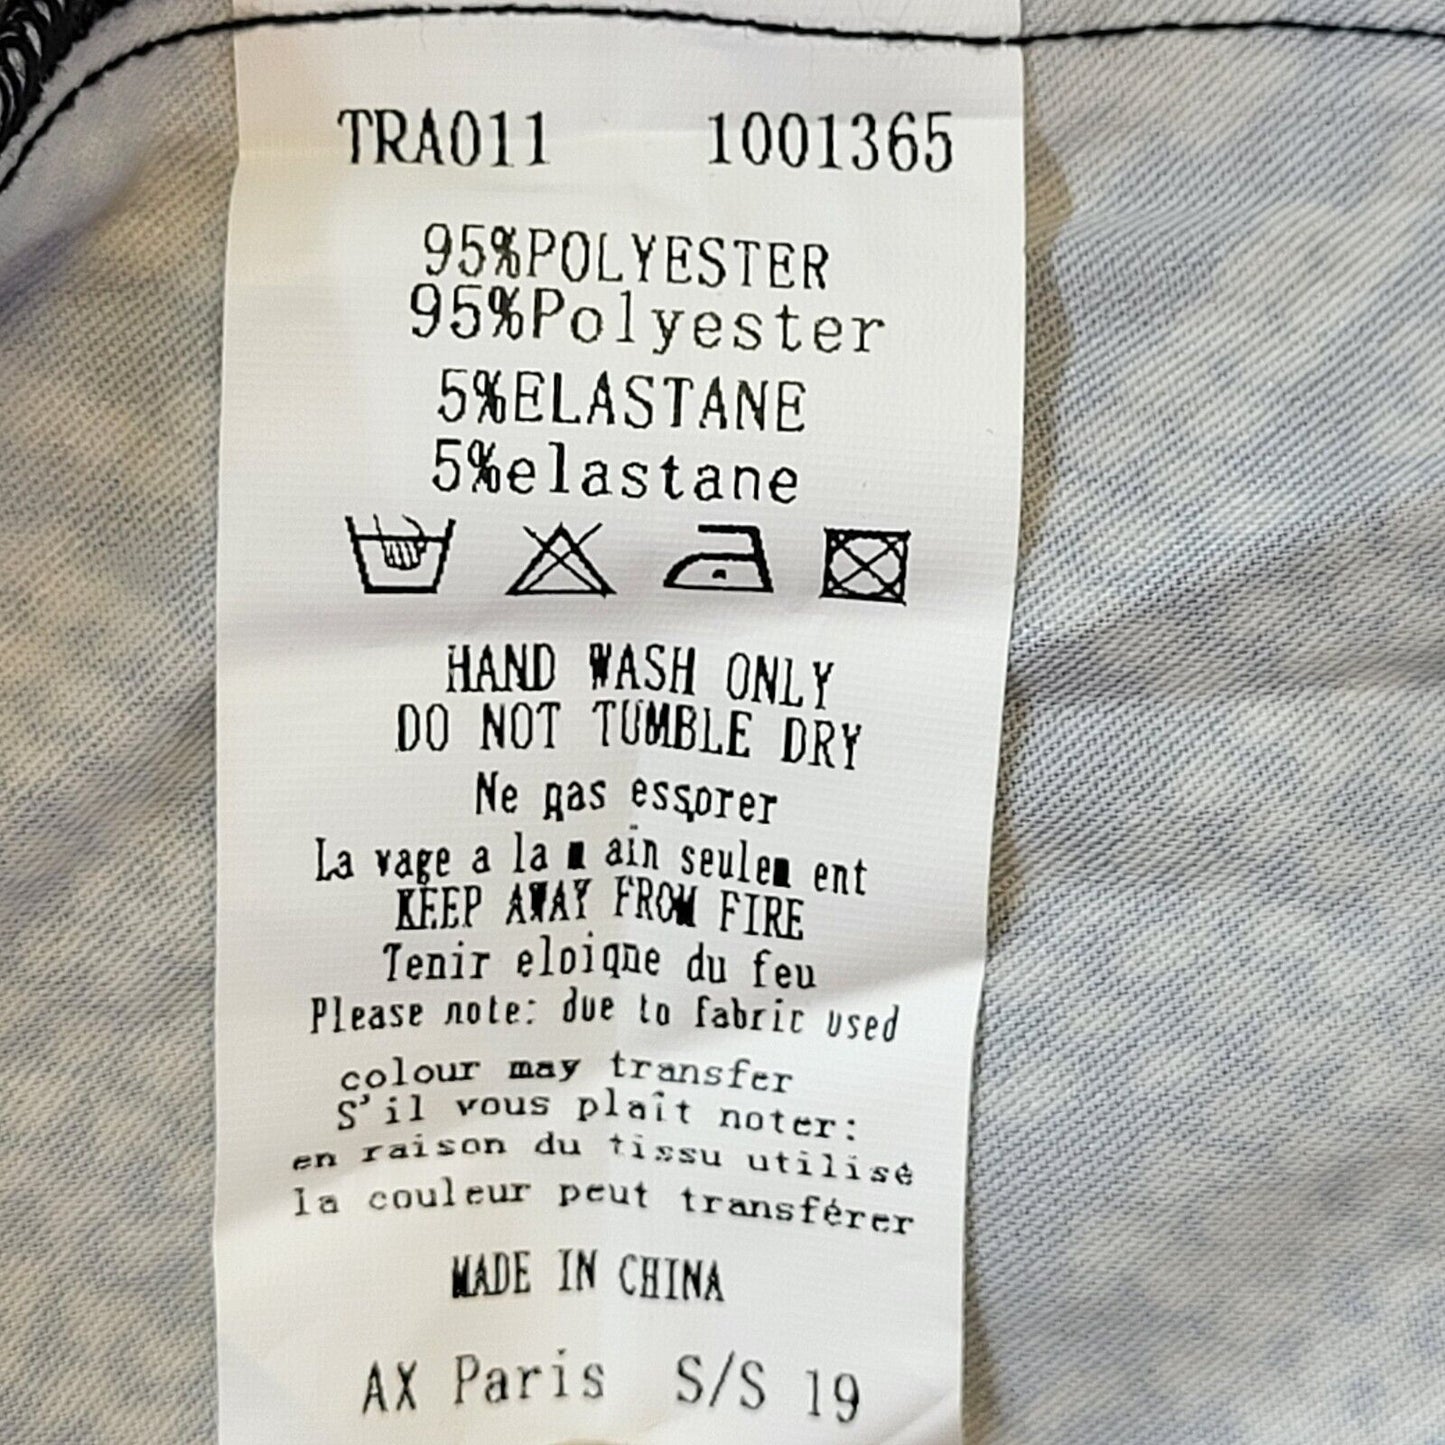 TRA011 1001365
95%POLYESTER
95%Polyester
5%ELASTANE
5%elastane
HAND WASH ONLY
DO NOT TUMBLE DRY
Ne pas essorer
La vage a la m ain seulem ent
KEEP AWAY FROM FIRE
Tenir eloiqne du feu
Please note: due to fabric used
colour may transfer
S'il vous plaît noter:
en raison du tissu utilisé
la couleur peut transférer
MADE IN CHINA
AX Paris S/S 19